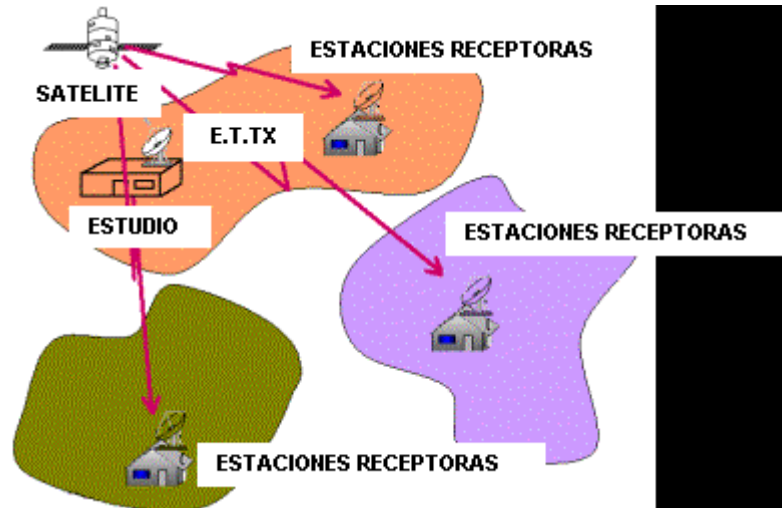 ESTACIONES RECEPTORAS
SATELITE
E.T.TX
ESTUDIO
ESTACIONES RECEPTORAS
ESTACIONES RECEPTORAS